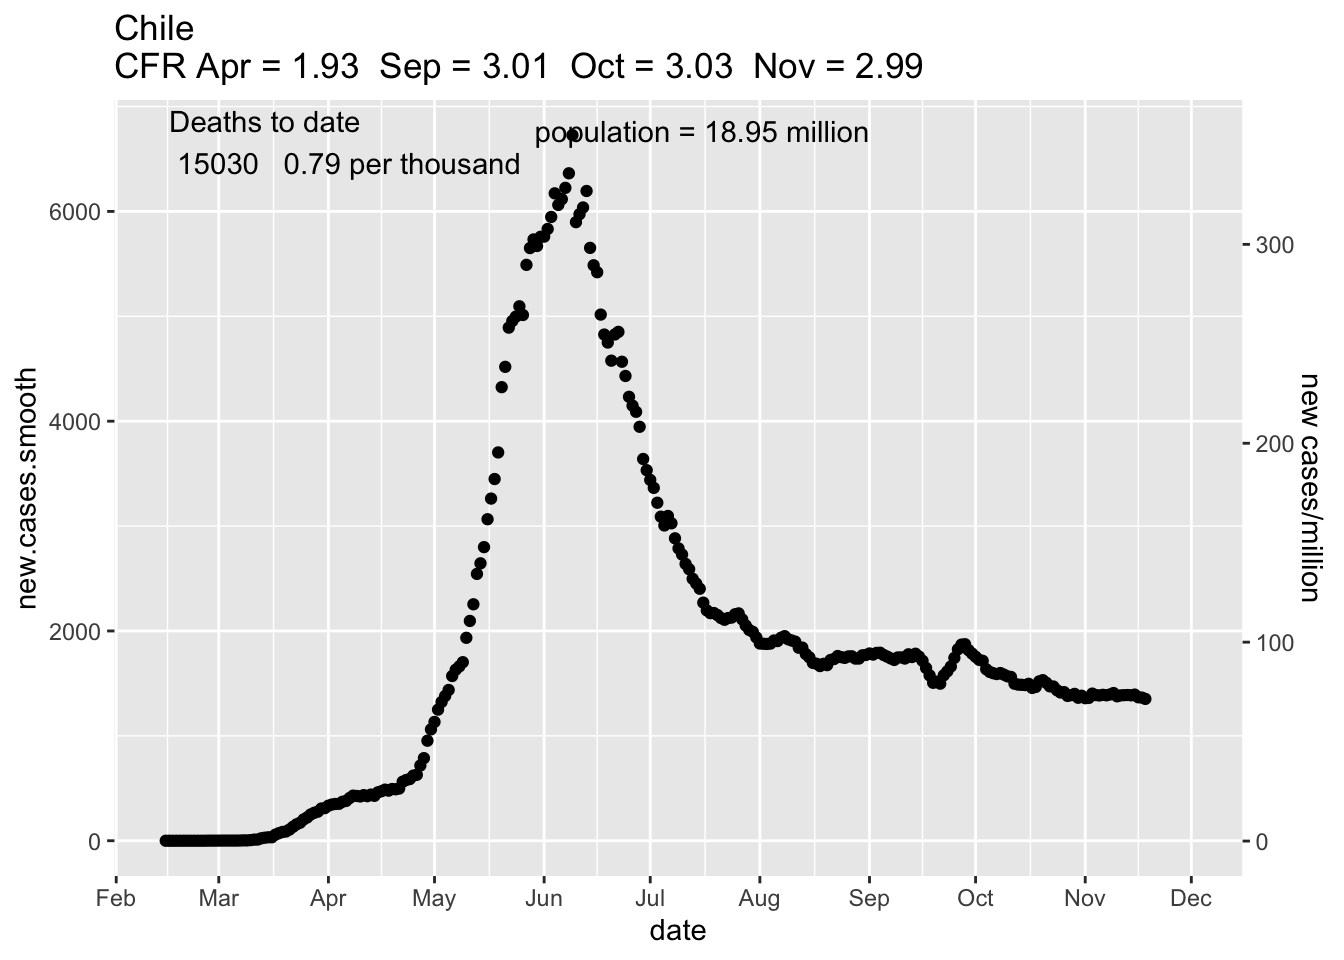 Chile
CFR Apr = 1.93  Sep = 3.01  Oct = 3.03  Nov = 2.99
Deaths to date
population = 18.95 million
15030   0.79 per thousand
6000
4000
2000
0
new.cases.smooth
300
200
100
0
new cases/million
Feb Mar Apr May Jun Jul Aug Sep Oct Nov Dec
date